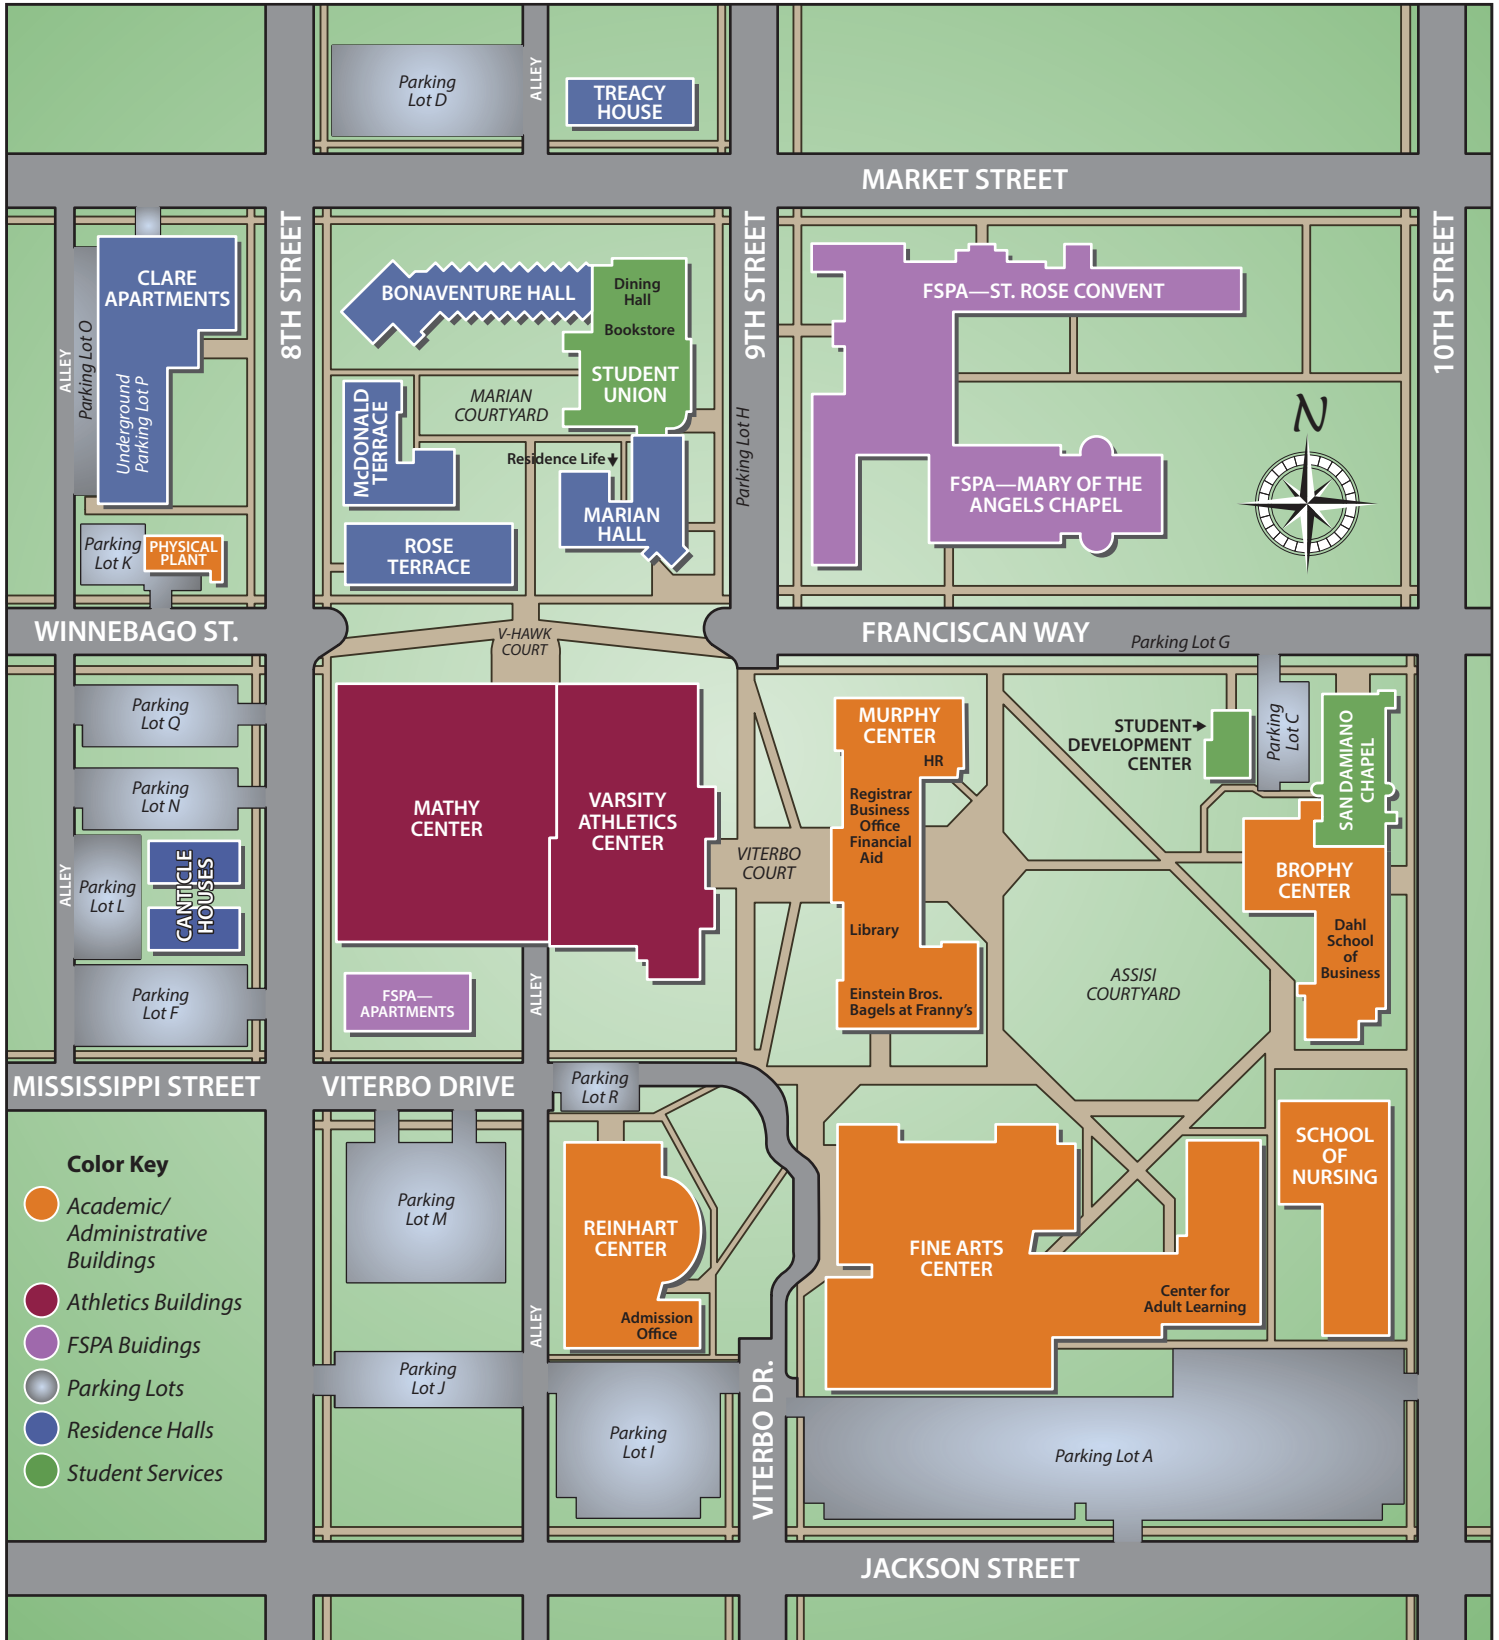 Parking
Lot D
ALLEY
TREACY
HOUSE
MARKET STREET
8TH STREET
9TH STREET
10TH STREET
CLARE
APARTMENTS
Parking Lot O
ALLEY
Underground
Parking Lot P
BONAVENTURE HALL
Dining
Hall
Bookstore
STUDENT
UNION
MARIAN
COURTYARD
McDONALD
TERRACE
Residence Life
MARIAN
HALL
ROSE
TERRACE
Parking Lot H
FSPA—ST. ROSE CONVENT
FSPA—MARY OF THE
ANGELS CHAPEL
N
Parking
Lot K
PHYSICAL
PLANT
WINNEBAGO ST.
V-HAWK
COURT
FRANCISCAN WAY
Parking Lot G
Parking
Lot Q
Parking
Lot N
ALLEY
Parking
Lot L
CANTICLE
HOUSES
Parking
Lot F
MATHY
CENTER
VARSITY
ATHLETICS
CENTER
VITERBO
COURT
MURPHY
CENTER
HR
Registrar
Business
Office
Financial
Aid
Library
Einstein Bros.
Bagels at Franny's
STUDENT
DEVELOPMENT
CENTER
Parking
Lot C
SAN DAMIANO
CHAPEL
BROPHY
CENTER
Dahl
School
of
Business
ASSISI
COURTYARD
FSPA—
APARTMENTS
ALLEY
MISSISSIPPI STREET
VITERBO DRIVE
Parking
Lot R
Color Key
Academic/
Administrative
Buildings
Athletics Buildings
FSPA Buidings
Parking Lots
Residence Halls
Student Services
Parking
Lot M
REINHART
CENTER
Admission
Office
ALLEY
Parking
Lot J
Parking
Lot I
VITERBO DR.
FINE ARTS
CENTER
Center for
Adult Learning
SCHOOL
OF
NURSING
Parking Lot A
JACKSON STREET